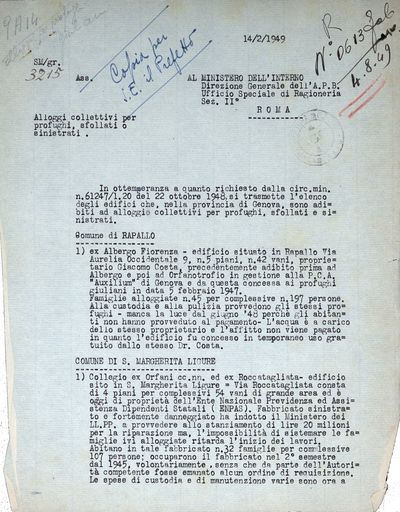 9A14
14/2/1949
R
N° 06138
4.8.49
SM/gr.
3215
Ass.
Copia per
S.E. il Prefetto
AL MINISTERO DELL'INTERNO
Direzione Generale dell'A.P.B.
Ufficio Speciale di Ragioneria
Sez. II°
R O M A
Alloggi collettivi per
profughi, sfollati o
sinistrati .
In ottemperanza a quanto richiesto dalla circ.min.
n.61247/1.20 del 22 ottobre 1948,si trasmette l'elenco
degli edifici che, nella provincia di Genova, sono adi-
biti ad alloggio collettivi per profughi, sfollati e si-
nistrati.
Comune di RAPALLO
1) ex Albergo Fiorenza - edificio situato in Rapallo Via
Aurelia Occidentale 9, n.5 piani, n.42 vani, proprie-
tario Giacomo Costa, precedentemente adibito prima ad
Albergo e poi ad Orfanotrofio in gestione alla P.C.A.
"Auxilium" di Genova e da questa concessa ai profughi
giuliani in data 5 febbraio 1947.
Famiglie alloggiate n.45 per complessive n.197 persone.
Alla custodia e alla pulizia provvedono gli stessi pro-
fughi - manca la luce dal giugno '48 perchè gli abitan-
ti non hanno provveduto al pagamento- L'acqua è a carico
dello stesso proprietario e l'affitto non viene pagato
in quanto l'edificio fu concesso in temporaneo uso gra-
tuito dallo stesso Dr. Costa.
COMUNE DI S. MARGHERITA LIGURE
1) Collagio ex Orfani cc.nn. ed ex Roccatagliata- edificio
sito in S. Margherita Ligure = Via Roccatagliata consta
di 4 piani per complessivi 54 vani di grande area ed è
oggi di proprietà dell'Ente Nazionale Previdenza ed Assi-
stenza Dipendenti Statali ( ENPAS). Fabbricato sinistra-
to e fortemente danneggiato ha indotto il Ministero dei
LL.PP. a provvedere allo stanziamento di lire 20 milioni
per la riparazione ma, l'impossibilità di sistemare le fa-
miglie ivi alloggiate ritarda l'inizio dei lavori.
Abitano in tale fabbricato n.32 famiglie per complessive
107 persone; occuparono il fabbricato nel 2° semestre
dal 1945, volontariamente, senza che da parte dell'Autori-
tà competente fosse emanato alcun ordine di requisizione.
Le spese di custodia e di manutenzione varie sono ora a